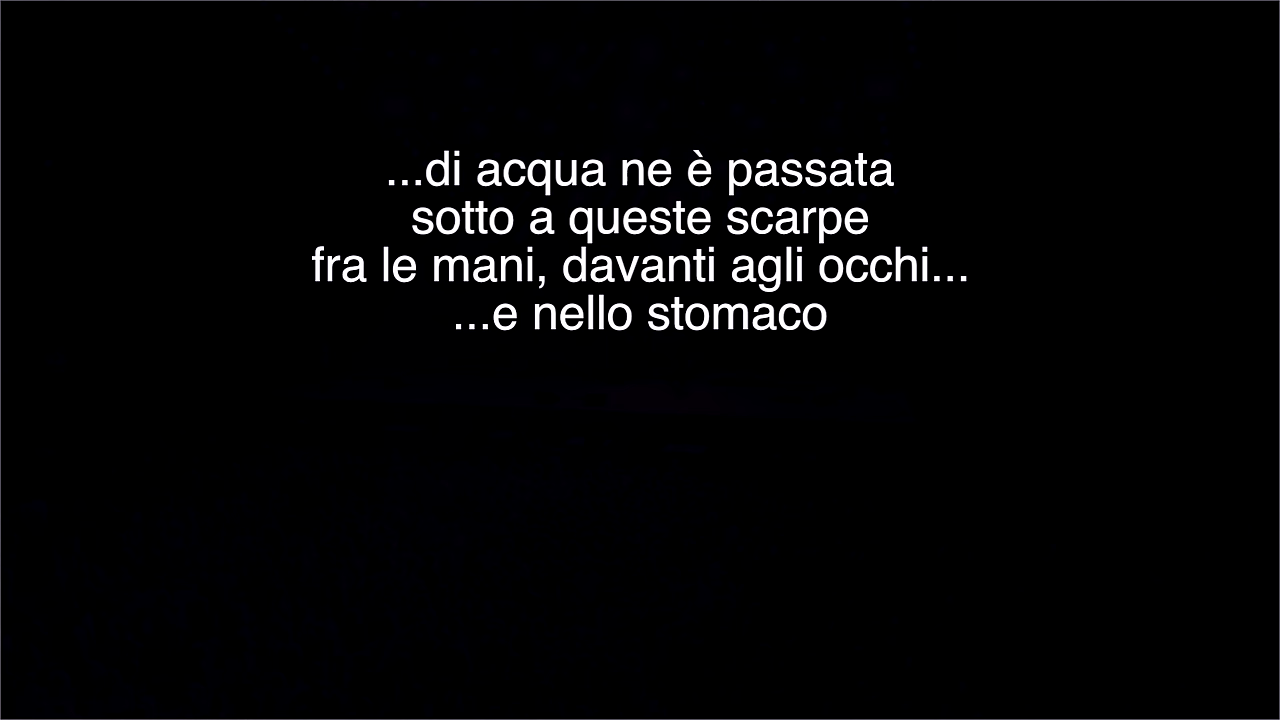 ...di acqua ne è passata
sotto a queste scarpe
fra le mani, davanti agli occhi...
...e nello stomaco